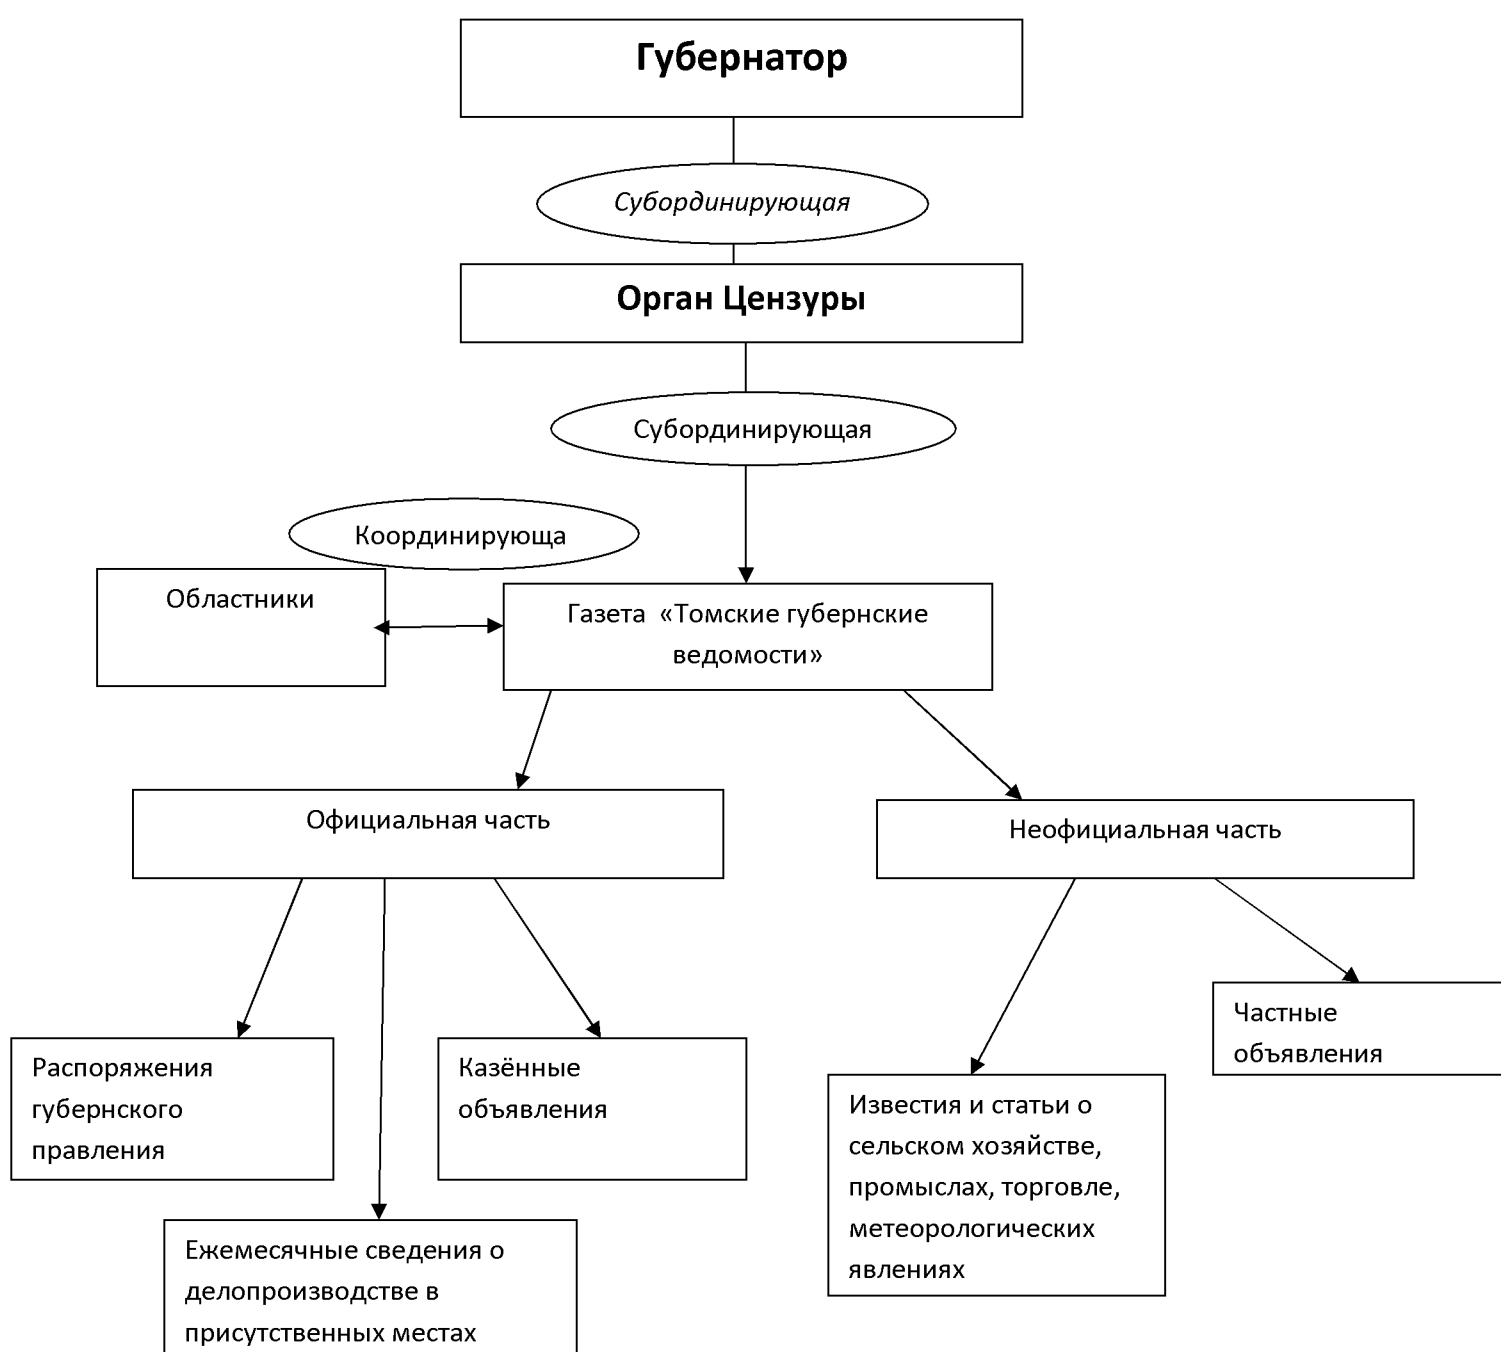 Губернатор
Субординирующая
Орган Цензуры
Субординирующая
Координирующа
Областники
Газета «Томские губернские
ведомости»
Официальная часть
Неофициальная часть
Распоряжения
губернского
правления
Казённые
объявления
Ежемесячные сведения о
делопроизводстве в
присутственных местах
Известия и статьи о
сельском хозяйстве,
промыслах, торговле,
метеорологических
явлениях
Частные
объявления